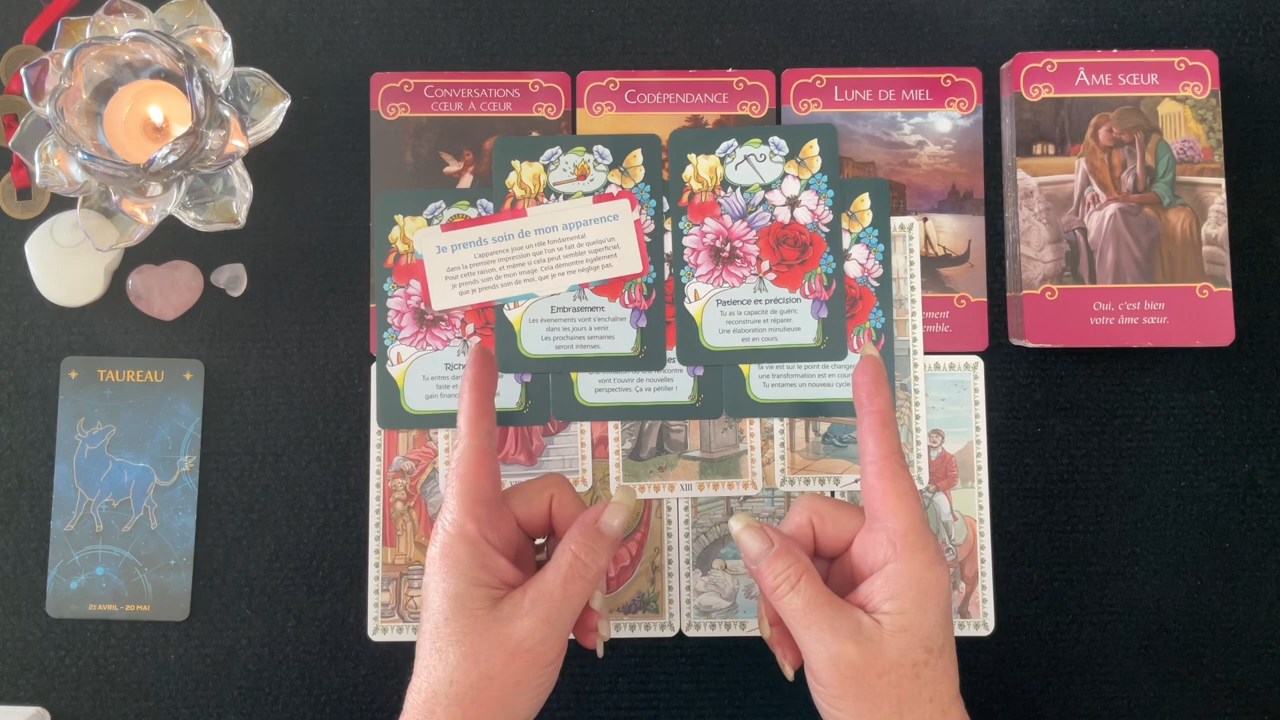 CONVERSATIONS
CŒUR À CŒUR
CODÉPENDANCE
LUNE DE MIEL
ÂME SŒUR
Oui, c'est bien
votre âme sœur.
Je prends soin de mon apparence
L'apparence joue un rôle fondamental
dans la première impression que l'on se fait de quelqu'un.
Pour cette raison, et même si cela peut sembler superficiel,
je prends soin de mon image. Cela démontre également
que je prends soin de moi, que je ne me néglige pas.
Embrasement
Les évenements vont s'enchaîner
dans les jours à venir.
Les prochaines semaines
seront intenses.
Patience et précision
Tu as la capacité de guérir,
reconstruire et réparer.
Une élaboration minutieuse
est en cours.
Tu entres dans
faste et
gain financ
rencontre
vont t'ouvrir de nouvelles
perspectives. Ça va pétiller !
ta vie est sur le point de changer
une transformation est en cours
Tu entames un nouveau cycle
XIII
TAUREAU
21 AVRIL - 20 MAI